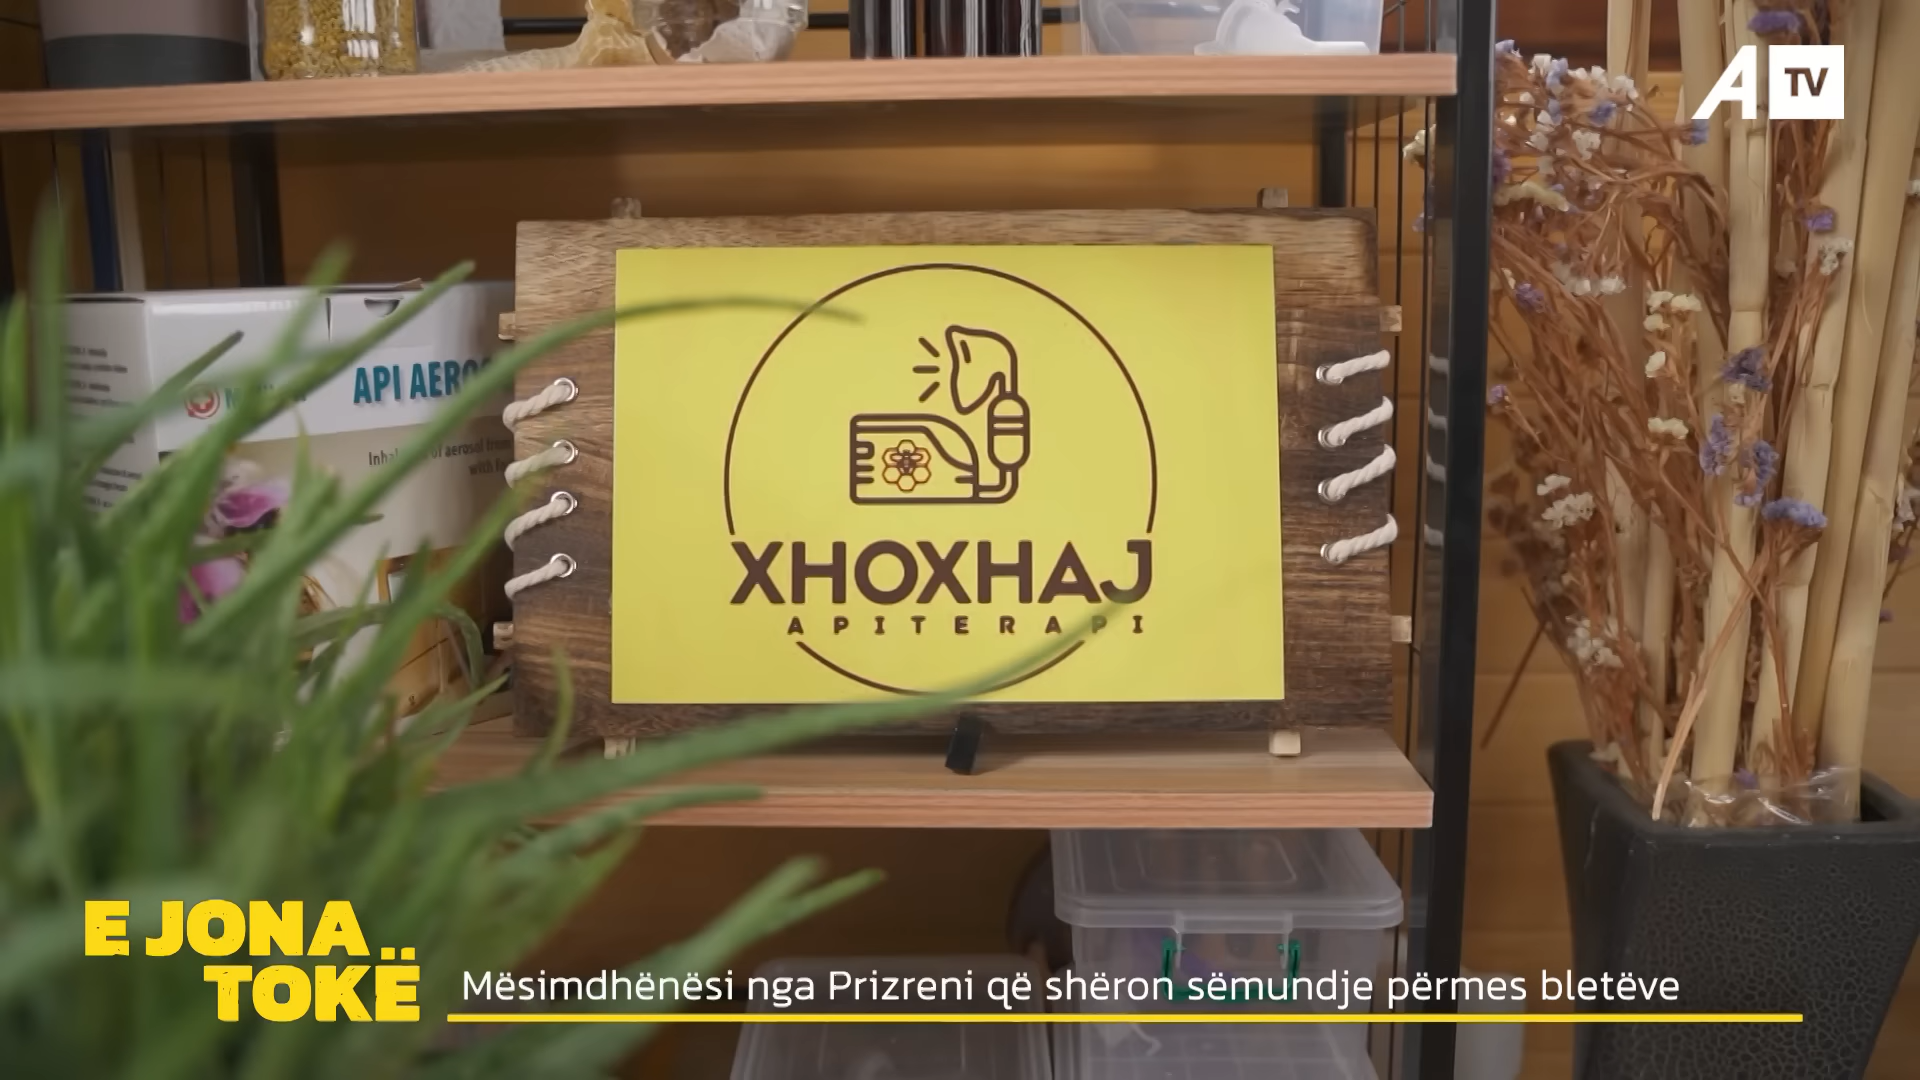 A TV
API AERO
XHOXHAJ
APITERAPI
E JONA
TOKË
Mësimdhënësi nga Prizreni që shëron sëmundje përmes bletëve